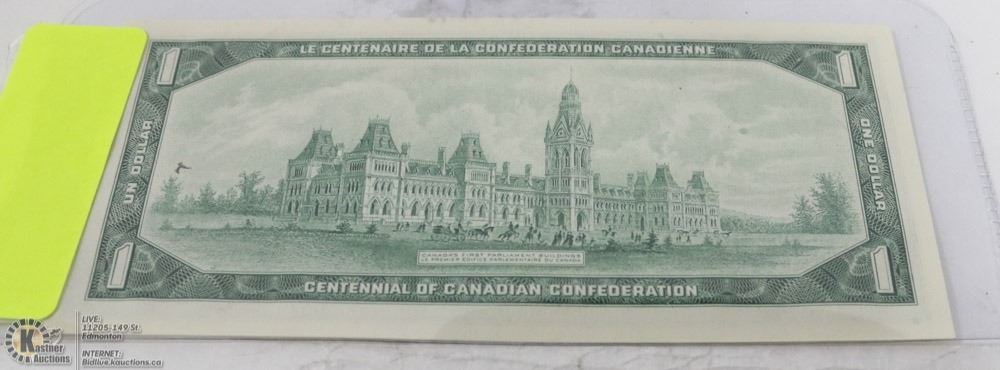 LE CENTENAIRE DE LA CONFEDERATION CANADIENNE
1
1
UN DOLLAR
ONE DOLLAR
CANADA'S FIRST PARLIAMENT BUILDINGS
LE PREMIER EDIFICE PARLEMENTAIRE DU CANADA
1
1
CENTENNIAL OF CANADIAN CONFEDERATION
Kastner
Auctions
LIVE:
11205-149 St.
Edmonton
INTERNET:
Bidlive.kauctions.ca